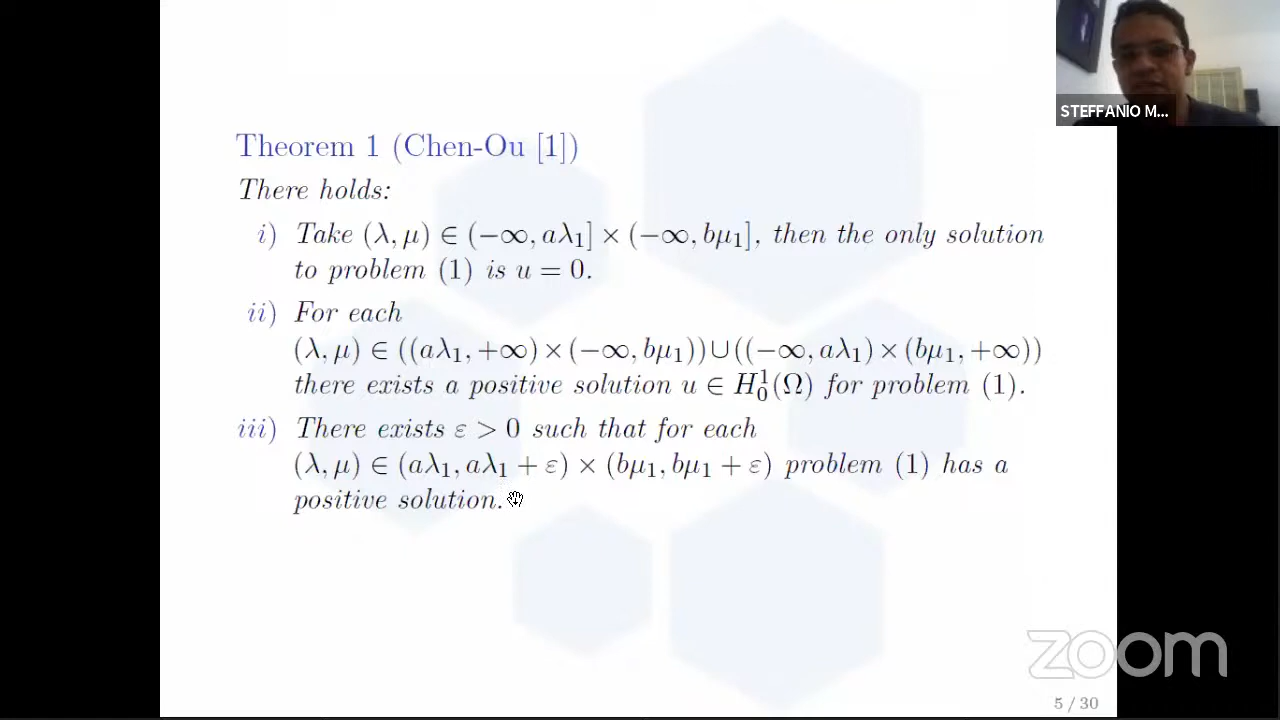 STEFFANIO M...
Theorem 1 (Chen-Ou [1])
There holds:
i) Take (λ, μ) ∈ (−∞, aλ₁] × (−∞, bμ₁], then the only solution
to problem (1) is u = 0.
ii) For each
(λ, μ) ∈ ((aλ₁, +∞) × (−∞, bμ₁)) ∪ ((−∞, aλ₁) × (bμ₁, +∞))
there exists a positive solution u ∈ H₀¹(Ω) for problem (1).
iii) There exists ε > 0 such that for each
(λ, μ) ∈ (aλ₁, aλ₁ + ε) × (bμ₁, bμ₁ + ε) problem (1) has a
positive solution.
zoom
5 / 30